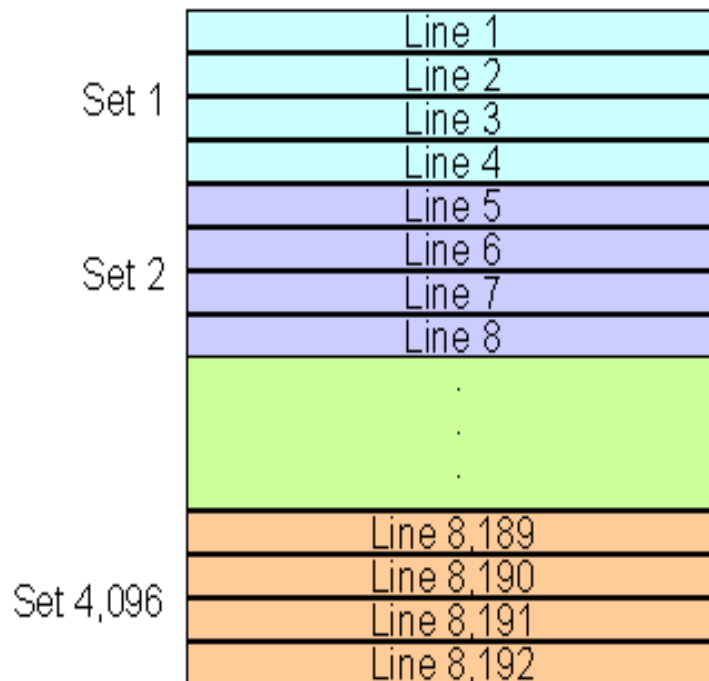 Line 1
Line 2
Set 1
Line 3
Line 4
Line 5
Line 6
Set 2
Line 7
Line 8
.
.
.
Line 8,189
Line 8,190
Set 4,096
Line 8,191
Line 8,192